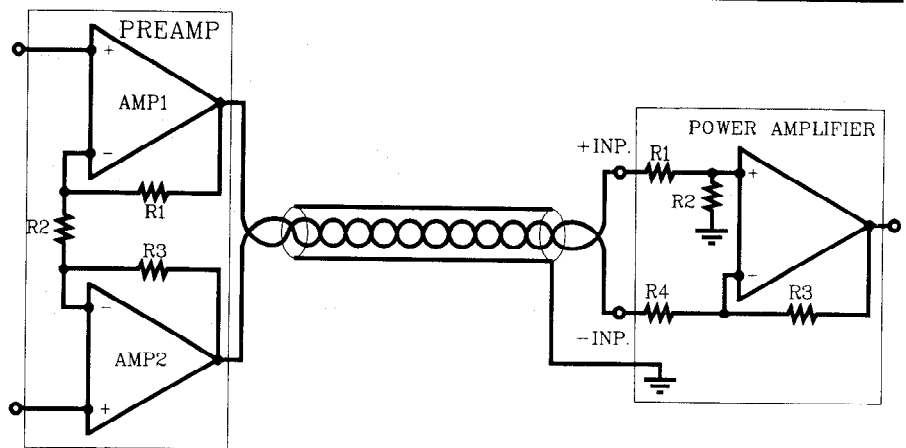 PREAMP
+
AMP1
−
R1
R2
R3
−
AMP2
+
POWER AMPLIFIER
+INP.
R1
+
R2
−
R4
R3
−INP.